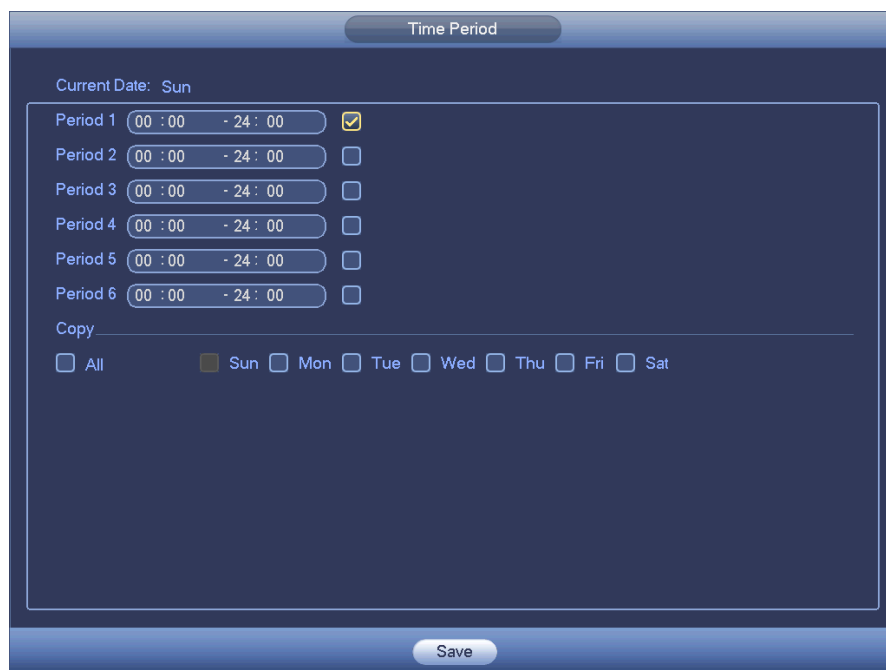 Time Period
Current Date: Sun
Period 1 00 :00 - 24 : 00
Period 2 00 :00 - 24 : 00
Period 3 00 :00 - 24 : 00
Period 4 00 :00 - 24 : 00
Period 5 00 :00 - 24 : 00
Period 6 00 :00 - 24 : 00
Copy
All Sun Mon Tue Wed Thu Fri Sat
Save